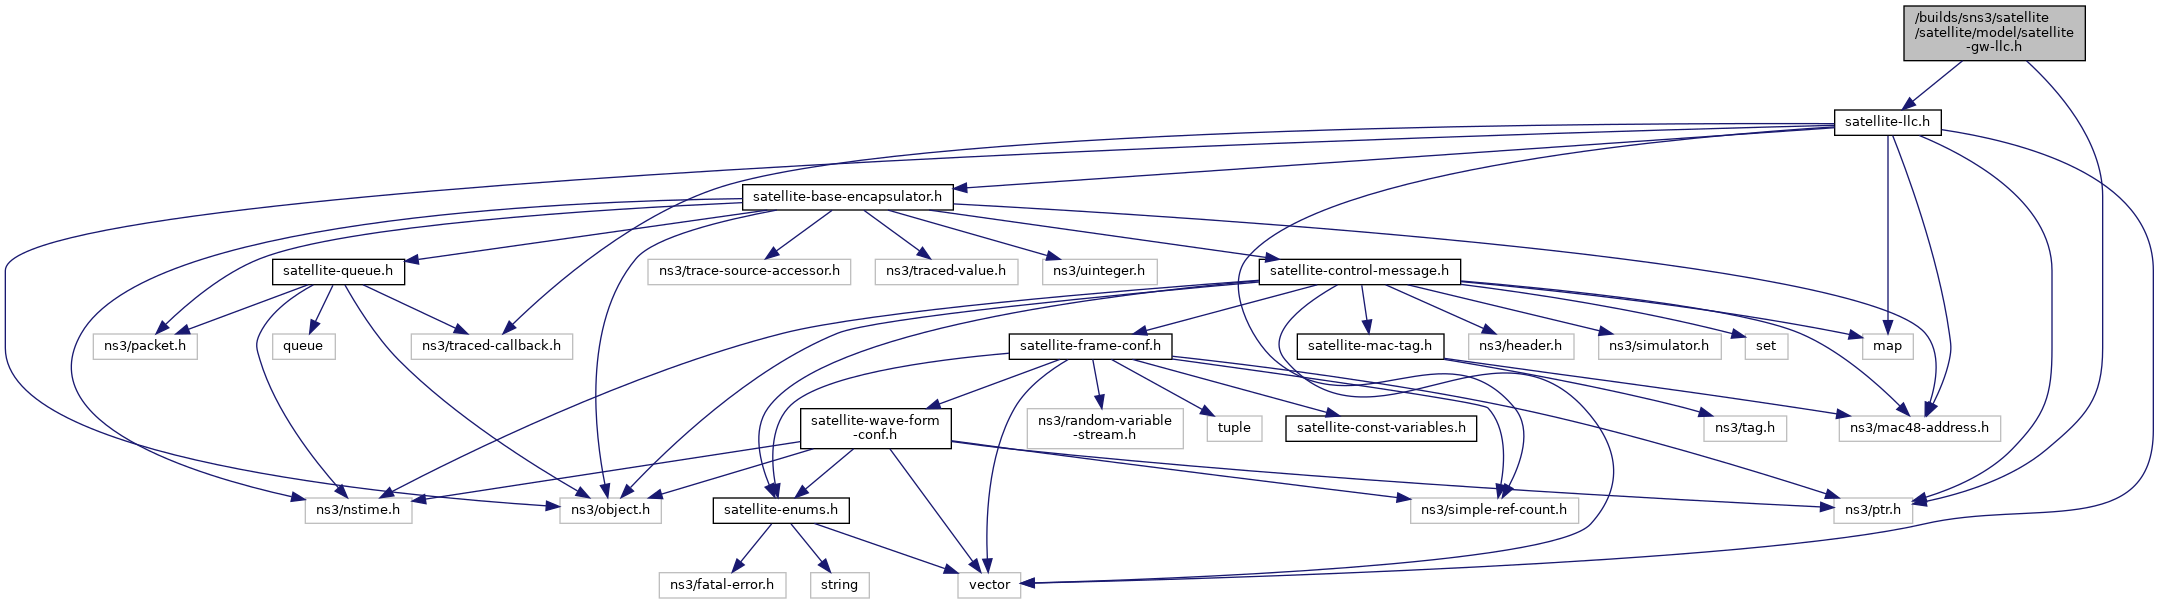 /builds/sns3/satellite
/satellite/model/satellite
-gw-llc.h
satellite-llc.h
satellite-base-encapsulator.h
satellite-queue.h
ns3/trace-source-accessor.h
ns3/traced-value.h
ns3/uinteger.h
satellite-control-message.h
ns3/packet.h
queue
ns3/traced-callback.h
satellite-frame-conf.h
satellite-mac-tag.h
ns3/header.h
ns3/simulator.h
set
map
satellite-wave-form
-conf.h
ns3/random-variable
-stream.h
tuple
satellite-const-variables.h
ns3/tag.h
ns3/mac48-address.h
ns3/nstime.h
ns3/object.h
satellite-enums.h
ns3/simple-ref-count.h
ns3/ptr.h
ns3/fatal-error.h
string
vector